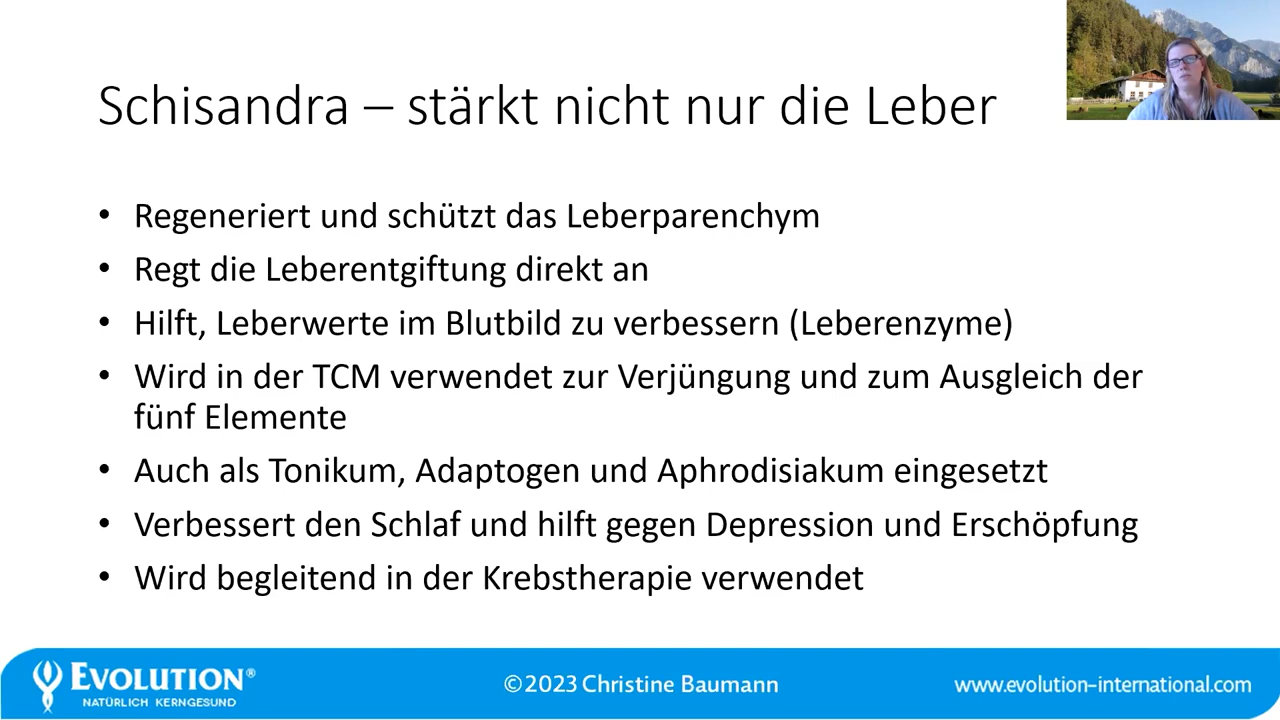 Schisandra – stärkt nicht nur die Leber
• Regeneriert und schützt das Leberparenchym
• Regt die Leberentgiftung direkt an
• Hilft, Leberwerte im Blutbild zu verbessern (Leberenzyme)
• Wird in der TCM verwendet zur Verjüngung und zum Ausgleich der
fünf Elemente
• Auch als Tonikum, Adaptogen und Aphrodisiakum eingesetzt
• Verbessert den Schlaf und hilft gegen Depression und Erschöpfung
• Wird begleitend in der Krebstherapie verwendet
EVOLUTION®
NATÜRLICH KERNGESUND
©2023 Christine Baumann
www.evolution-international.com